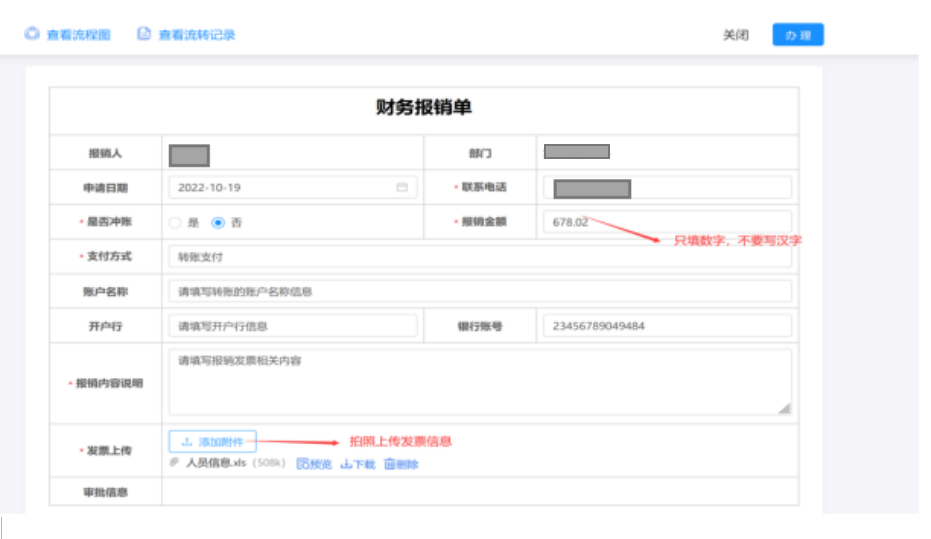 查看流程图 查看流转记录 关闭 办理
财务报销单
报销人 部门
申请日期 2022-10-19 * 联系电话
* 是否冲账 是 否 * 报销金额 678.02
只填数字，不要写汉字
* 支付方式 转账支付
账户名称 请填写转账的账户名称信息
开户行 请填写开户行信息 银行账号 23456789049484
* 报销内容说明 请填写报销发票相关内容
* 发票上传 添加附件 拍照上传发票信息
人员信息.xls (508k) 预览 下载 删除
审批信息